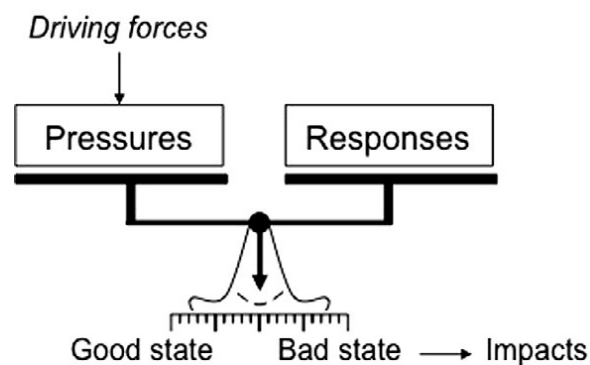 Driving forces
Pressures
Responses
Good state
Bad state
Impacts